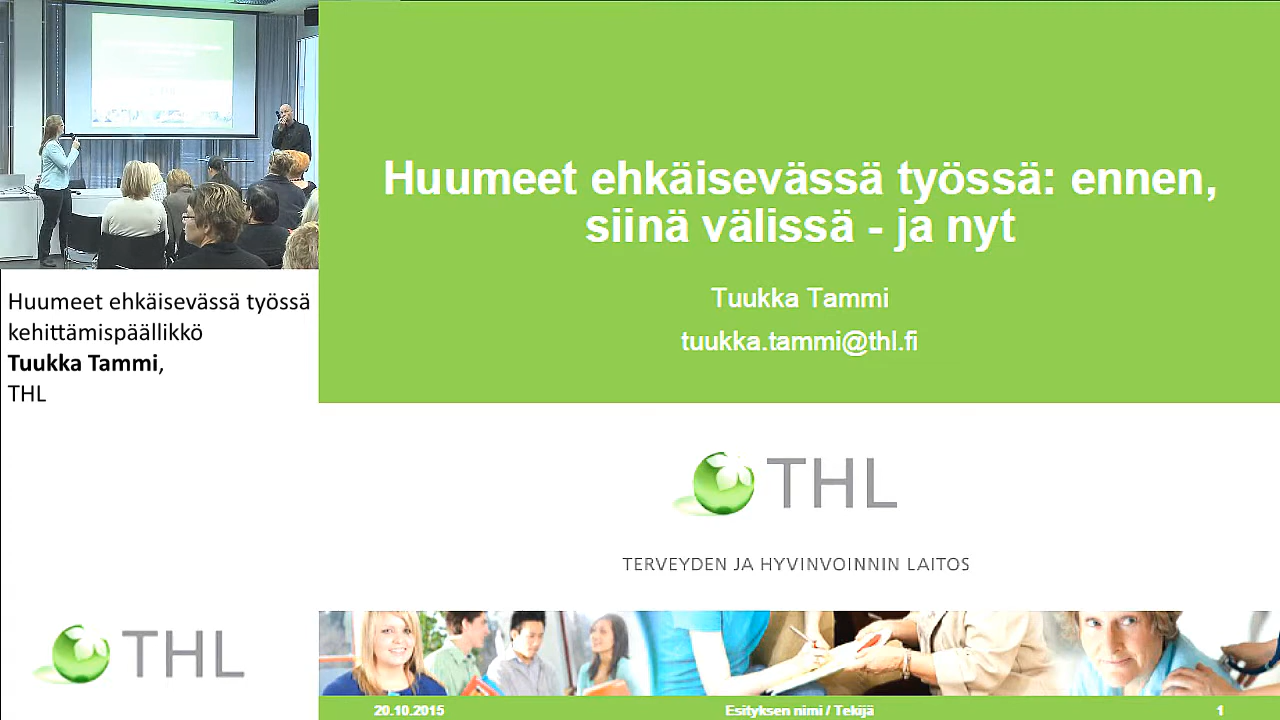 Huumeet ehkäisevässä työssä: ennen,
siinä välissä - ja nyt
Tuukka Tammi
tuukka.tammi@thl.fi
Huumeet ehkäisevässä työssä
kehittämispäällikkö
Tuukka Tammi,
THL
THL
TERVEYDEN JA HYVINVOINNIN LAITOS
THL
20.10.2015
Esityksen nimi / Tekijä
1